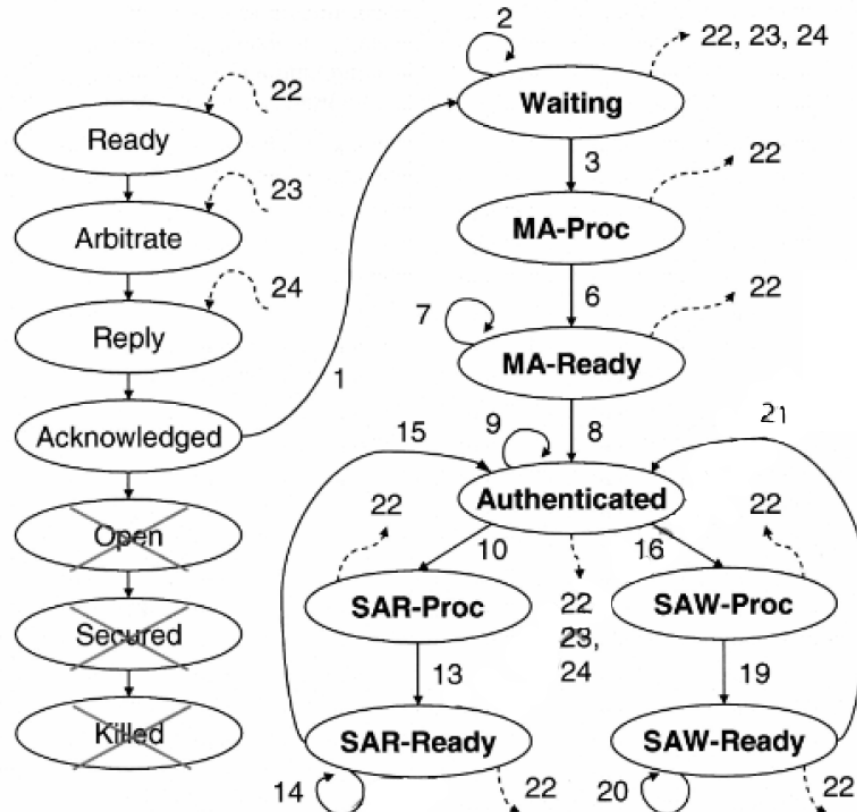 2
22, 23, 24
Waiting
22
Ready
3
22
23
MA-Proc
Arbitrate
24
6
22
Reply
7
MA-Ready
1
Acknowledged
15
9
8
21
Authenticated
22
10
16
22
Open
SAR-Proc
22
23,
24
SAW-Proc
Secured
13
19
Killed
SAR-Ready
SAW-Ready
14
22
20
22